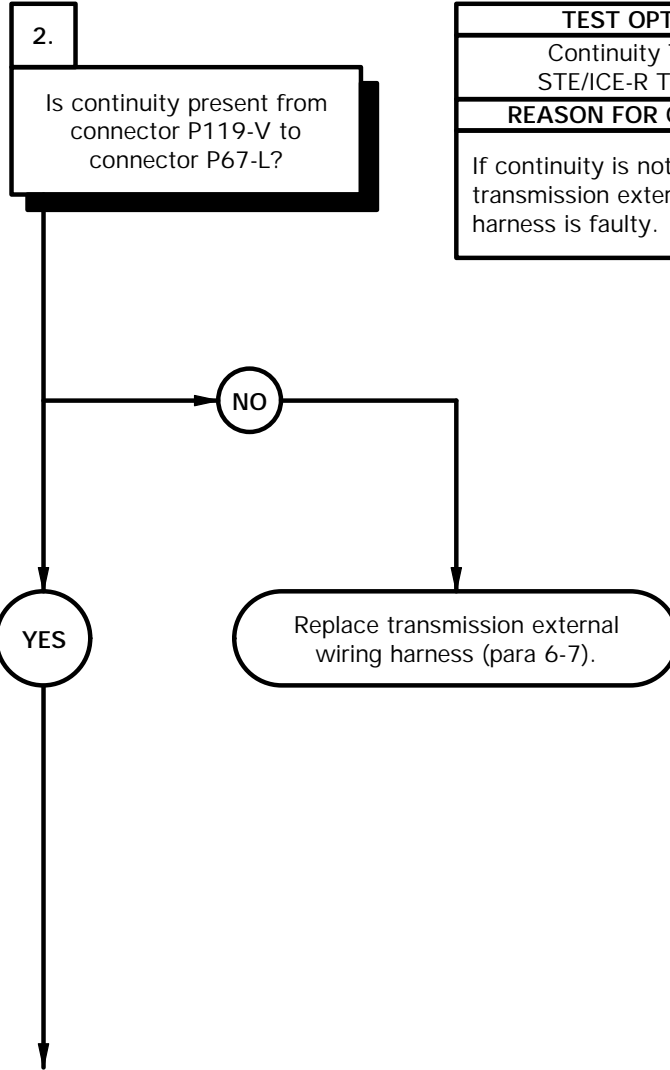 2.
Is continuity present from
connector P119-V to
connector P67-L?
TEST OPT
Continuity
STE/ICE-R T
REASON FOR
If continuity is not
transmission exter
harness is faulty.
NO
YES
Replace transmission external
wiring harness (para 6-7).